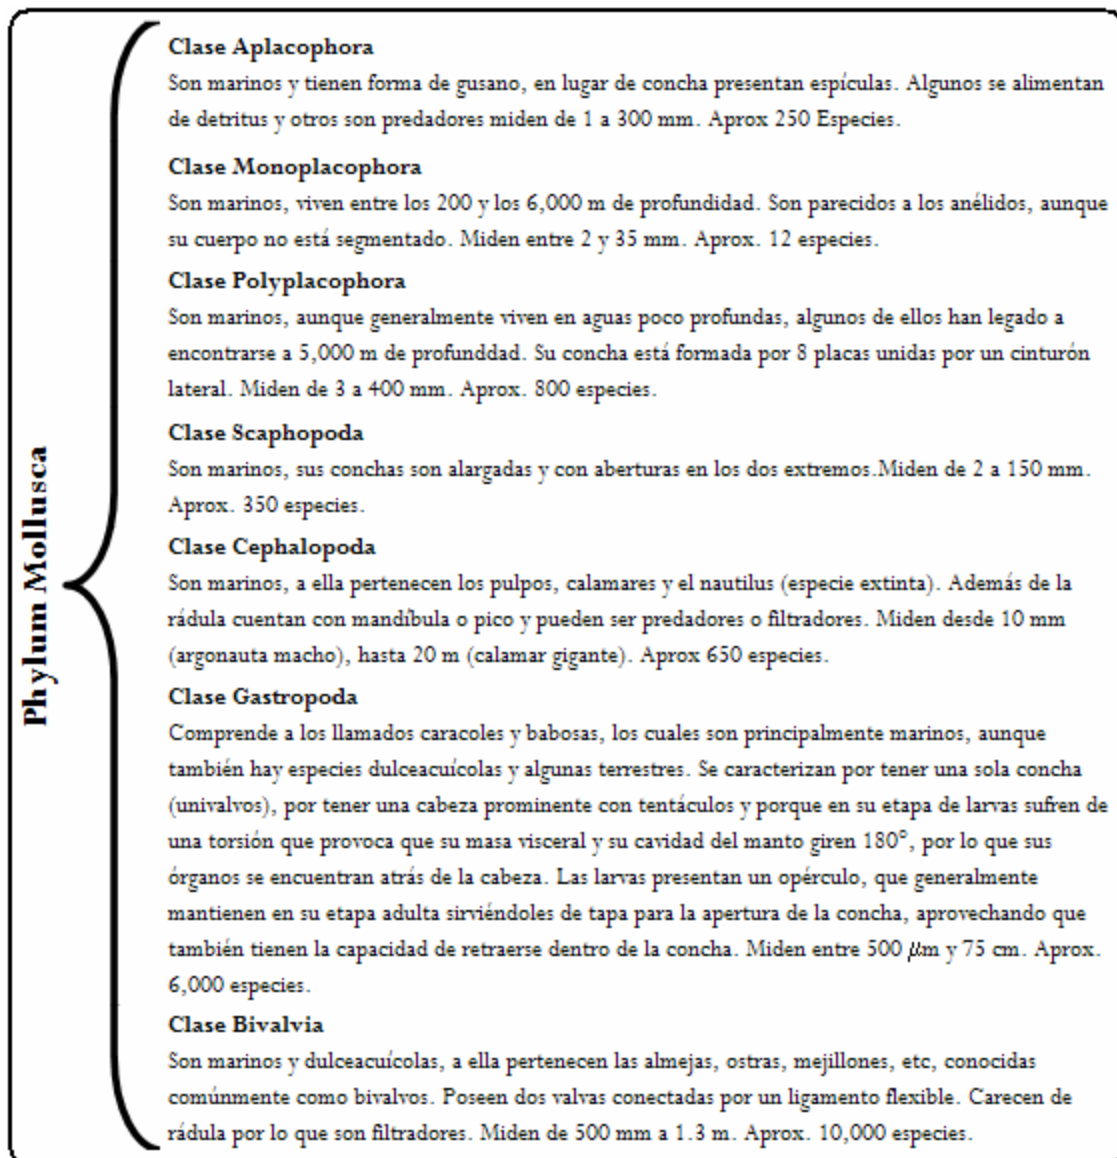 Phylum Mollusca
Clase Aplacophora
Son marinos y tienen forma de gusano, en lugar de concha presentan espículas. Algunos se alimentan
de detritus y otros son predadores miden de 1 a 300 mm. Aprox 250 Especies.
Clase Monoplacophora
Son marinos, viven entre los 200 y los 6,000 m de profundidad. Son parecidos a los anélidos, aunque
su cuerpo no está segmentado. Miden entre 2 y 35 mm. Aprox. 12 especies.
Clase Polyplacophora
Son marinos, aunque generalmente viven en aguas poco profundas, algunos de ellos han legado a
encontrarse a 5,000 m de profunddad. Su concha está formada por 8 placas unidas por un cinturón
lateral. Miden de 3 a 400 mm. Aprox. 800 especies.
Clase Scaphopoda
Son marinos, sus conchas son alargadas y con aberturas en los dos extremos.Miden de 2 a 150 mm.
Aprox. 350 especies.
Clase Cephalopoda
Son marinos, a ella pertenecen los pulpos, calamares y el nautilus (especie extinta). Además de la
rádula cuentan con mandíbula o pico y pueden ser predadores o filtradores. Miden desde 10 mm
(argonauta macho), hasta 20 m (calamar gigante). Aprox 650 especies.
Clase Gastropoda
Comprende a los llamados caracoles y babosas, los cuales son principalmente marinos, aunque
también hay especies dulceacuícolas y algunas terrestres. Se caracterizan por tener una sola concha
(univalvos), por tener una cabeza prominente con tentáculos y porque en su etapa de larvas sufren de
una torsión que provoca que su masa visceral y su cavidad del manto giren 180°, por lo que sus
órganos se encuentran atrás de la cabeza. Las larvas presentan un opérculo, que generalmente
mantienen en su etapa adulta sirviéndoles de tapa para la apertura de la concha, aprovechando que
también tienen la capacidad de retraerse dentro de la concha. Miden entre 500 μm y 75 cm. Aprox.
6,000 especies.
Clase Bivalvia
Son marinos y dulceacuícolas, a ella pertenecen las almejas, ostras, mejillones, etc, conocidas
comúnmente como bivalvos. Poseen dos valvas conectadas por un ligamento flexible. Carecen de
rádula por lo que son filtradores. Miden de 500 mm a 1.3 m. Aprox. 10,000 especies.